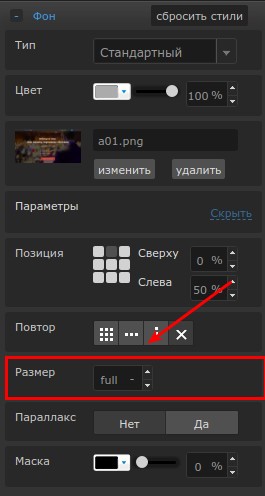 Фон
сбросить стили
Тип
Стандартный
Цвет
100 %
a01.png
изменить
удалить
Параметры
Скрыть
Позиция
Сверху
0 %
Слева
50 %
Повтор
Размер
full -
Параллакс
Нет
Да
Маска
0 %